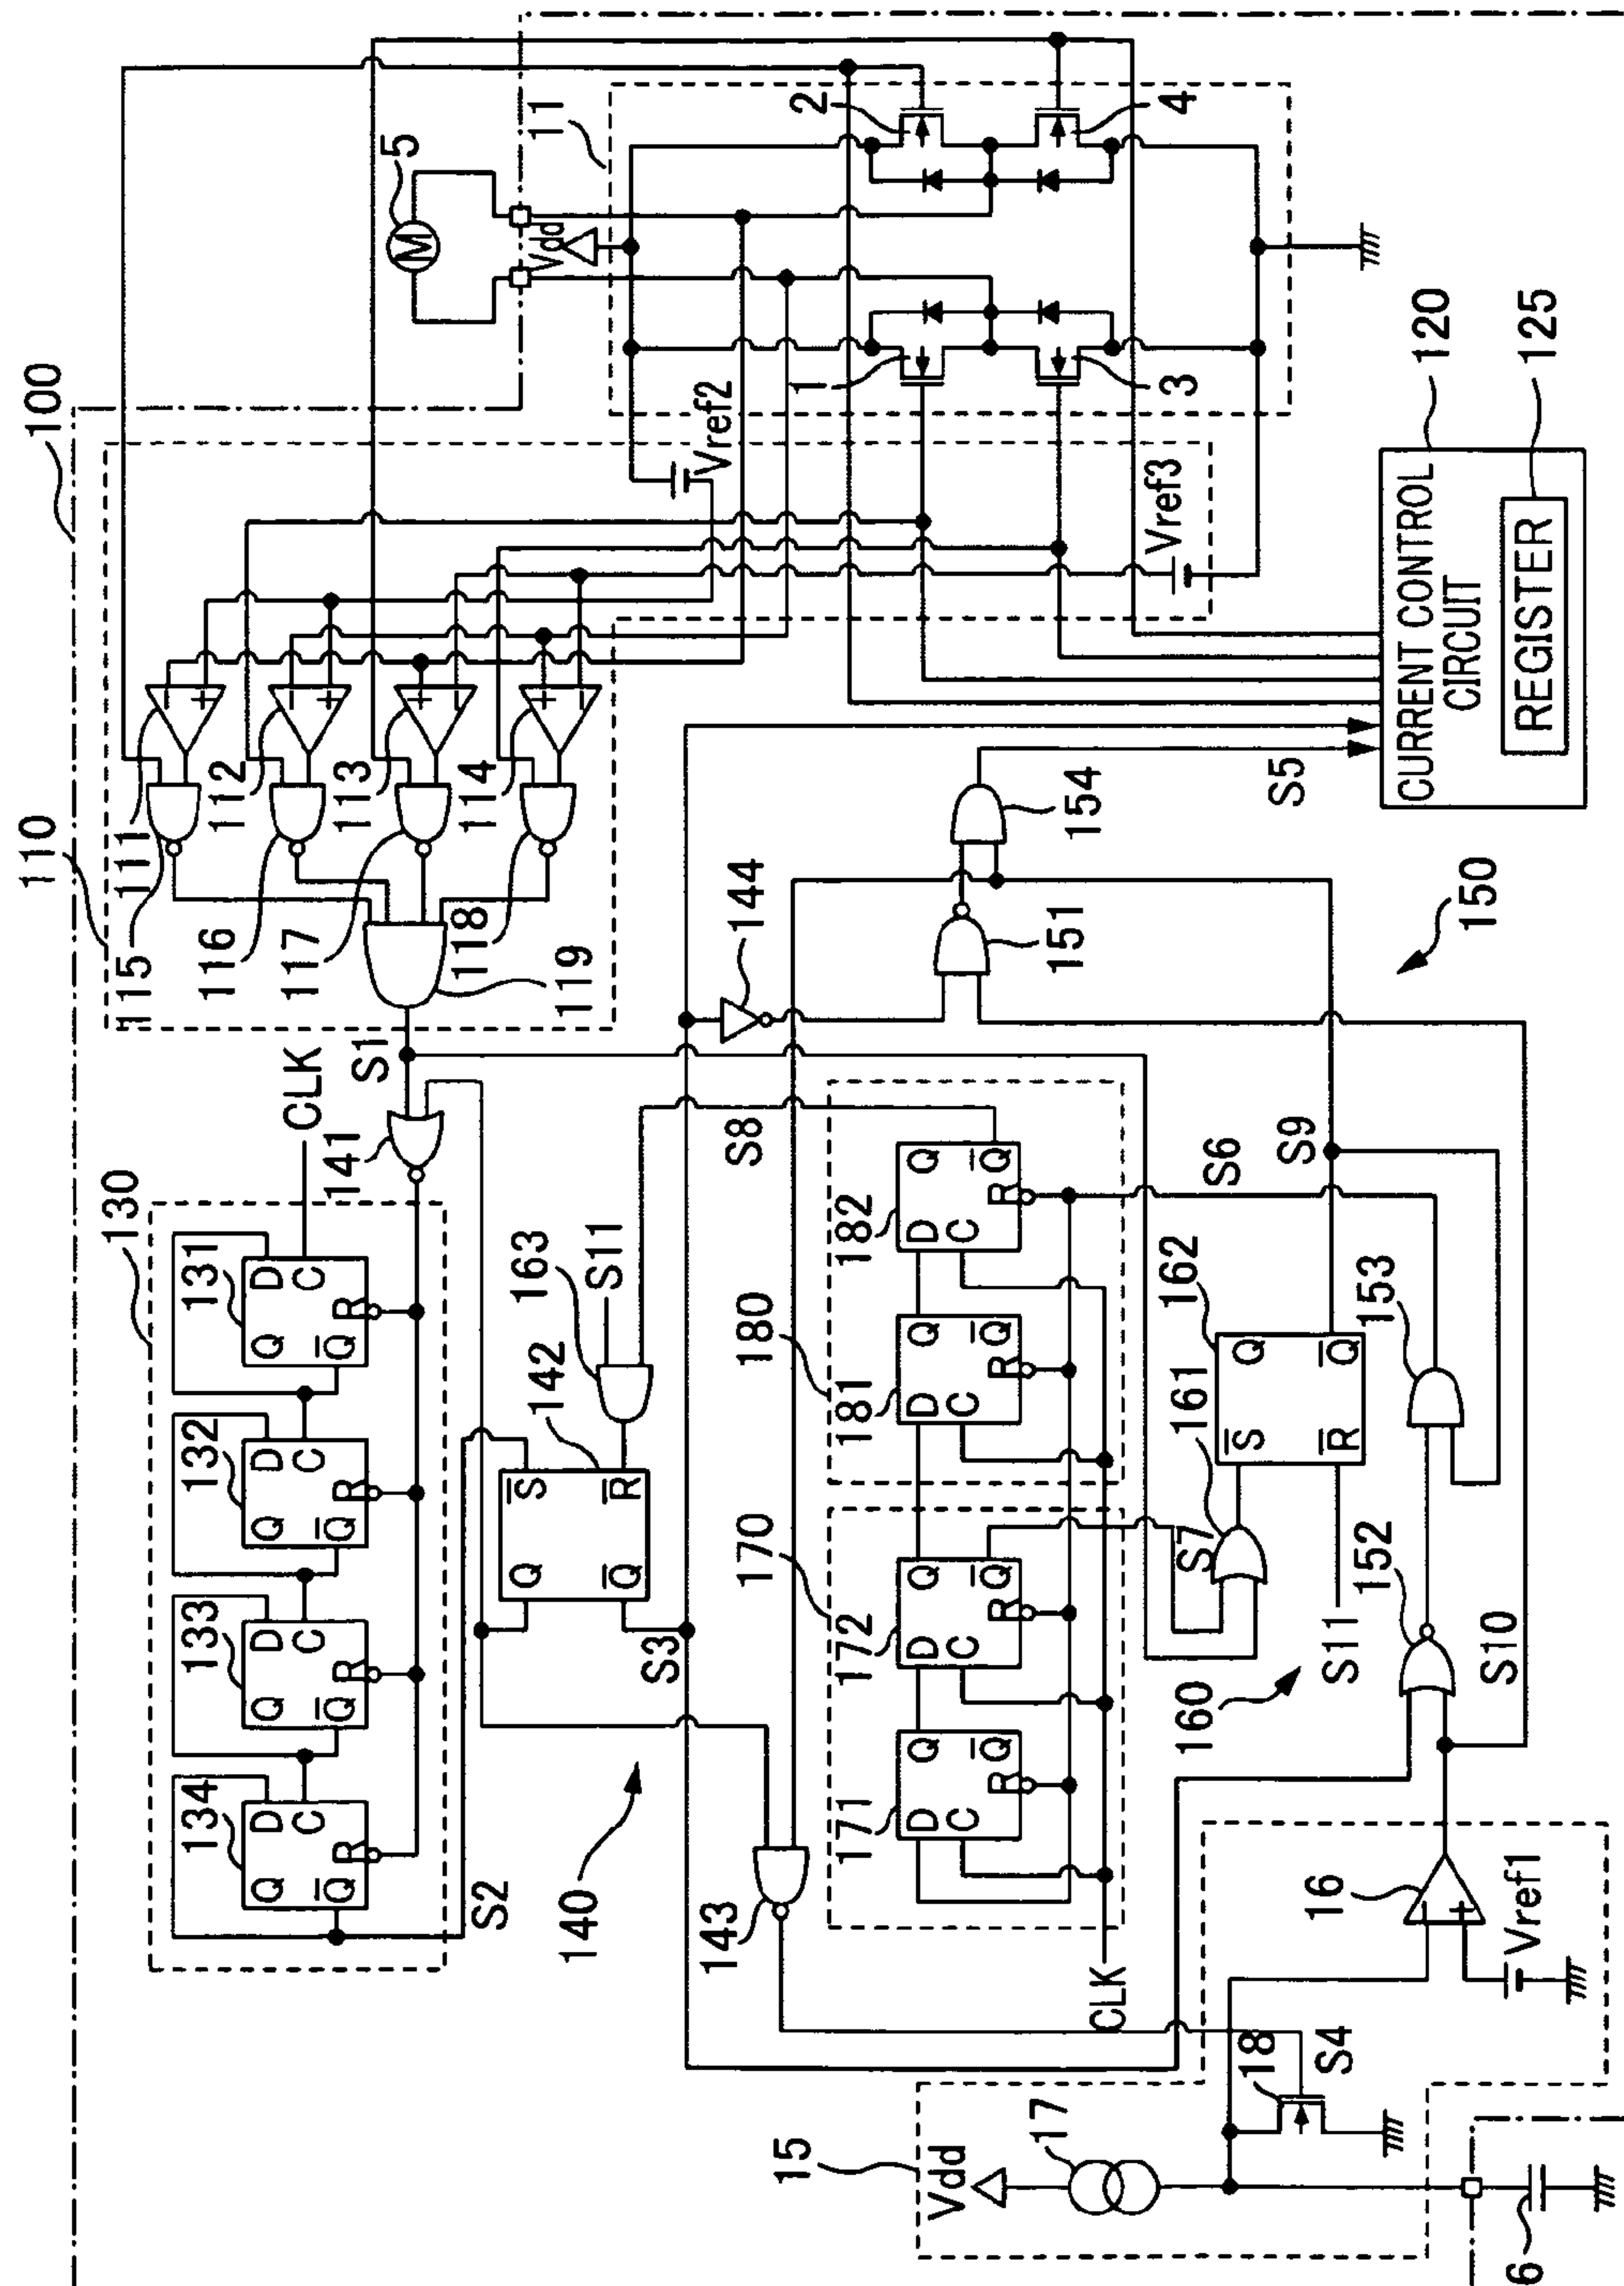 100
110
11
5
M
Vdd
2
4
1
3
Vref2
Vref3
111
112
113
114
115
116
117
118
119
S1
CLK
141
130
131
132
133
134
D
C
R
Q
Q
D
C
R
Q
Q
D
C
R
Q
Q
D
C
R
Q
Q
S2
163
S11
142
S
R
Q
Q
S3
140
143
144
151
154
S5
120
CURRENT CONTROL
CIRCUIT
REGISTER
125
150
S8
180
182
D
C
R
Q
Q
181
D
C
R
Q
Q
170
172
D
C
R
Q
Q
171
D
C
R
Q
Q
CLK
S6
S9
162
S
R
Q
Q
161
S7
160
S11
153
152
S10
16
Vref1
15
Vdd
17
18
S4
6